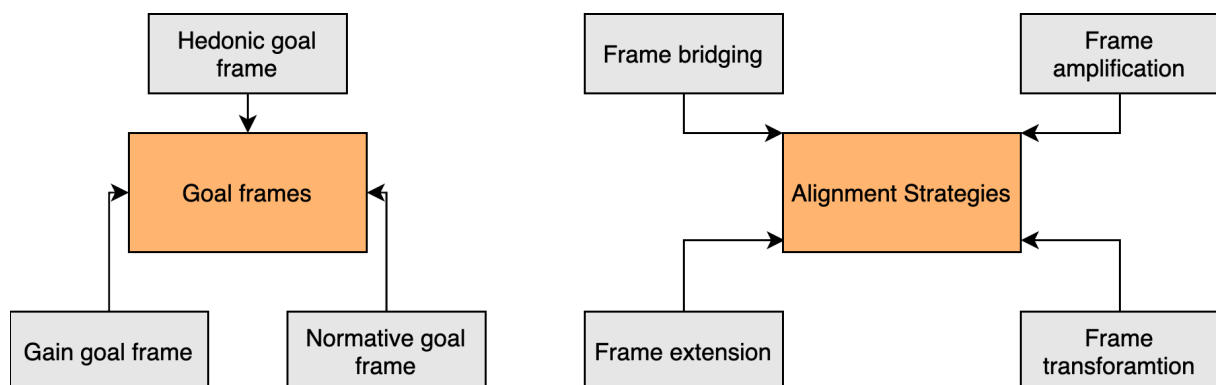 Hedonic goal
frame
Goal frames
Gain goal frame
Normative goal
frame
Frame bridging
Frame
amplification
Alignment Strategies
Frame extension
Frame
transforamtion